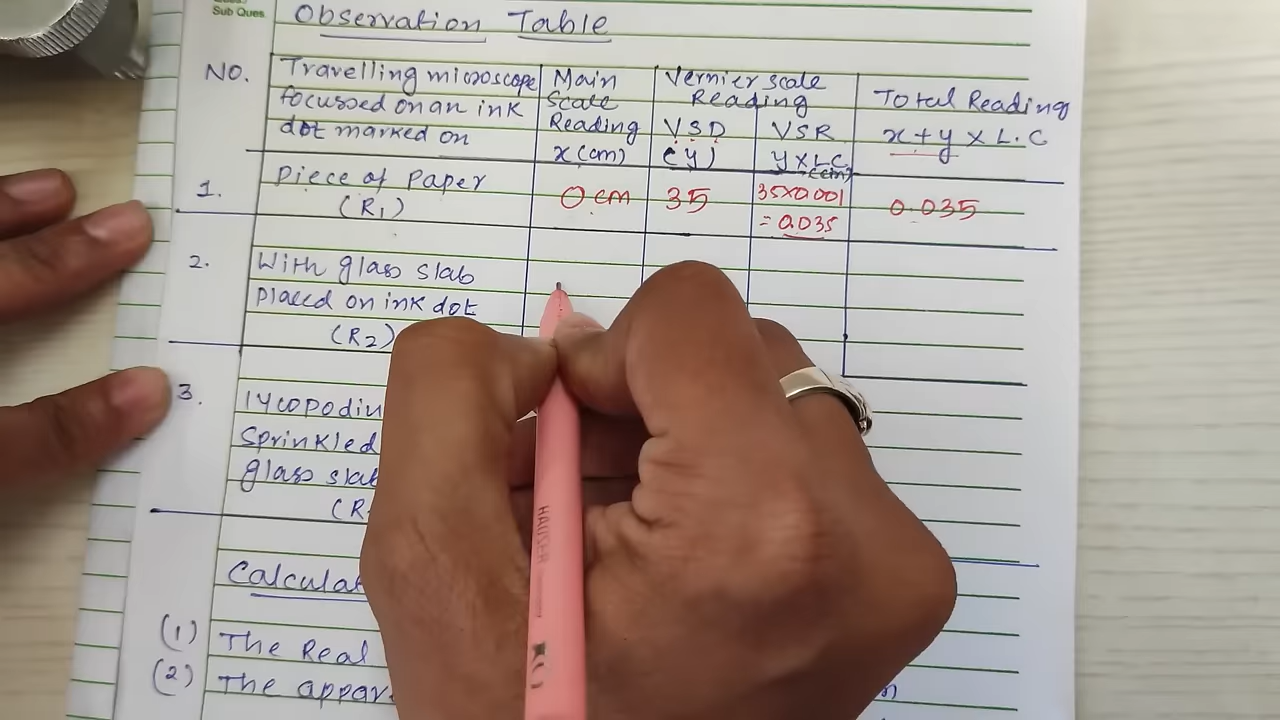 Sub Ques.
Observation Table
NO.
Travelling microscope
focussed on an ink
dot marked on
Main
Scale
Reading
x (cm)
Vernier scale
Reading
VSD
(y)
VSR
y x L.C.
(cm)
Total Reading
x + y x L.C
1.
Piece of Paper
(R1)
0 cm
35
35x0.001
= 0.035
0.035
2.
With glass slab
placed on ink dot
(R2)
3.
lycopodiu
Sprinkled
glass slab
(R
Calculat
(1) The Real
(2) The appar
HAUSER